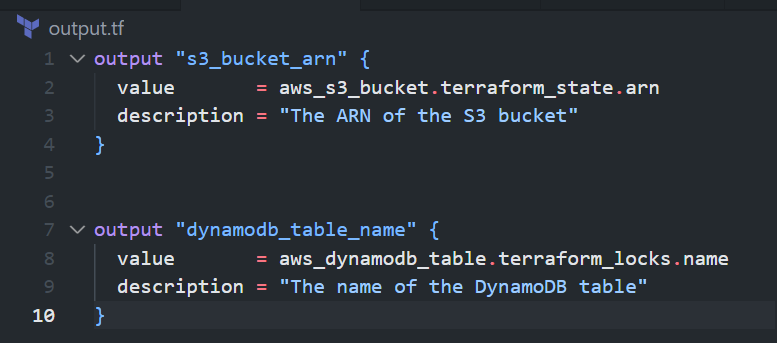 output.tf
1 output "s3_bucket_arn" {
2 value = aws_s3_bucket.terraform_state.arn
3 description = "The ARN of the S3 bucket"
4 }
5
6
7 output "dynamodb_table_name" {
8 value = aws_dynamodb_table.terraform_locks.name
9 description = "The name of the DynamoDB table"
10 }